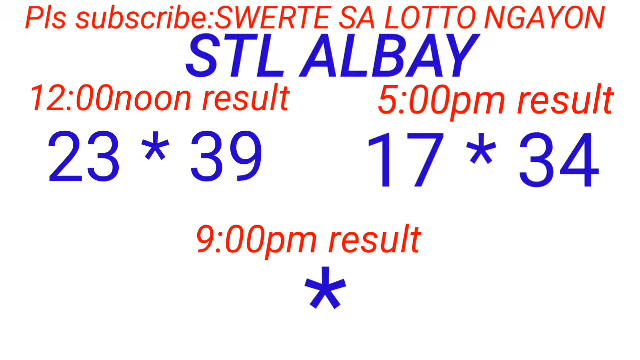 Pls subscribe:SWERTE SA LOTTO NGAYON
STL ALBAY
12:00noon result
5:00pm result
23 * 39
17 * 34
9:00pm result
*